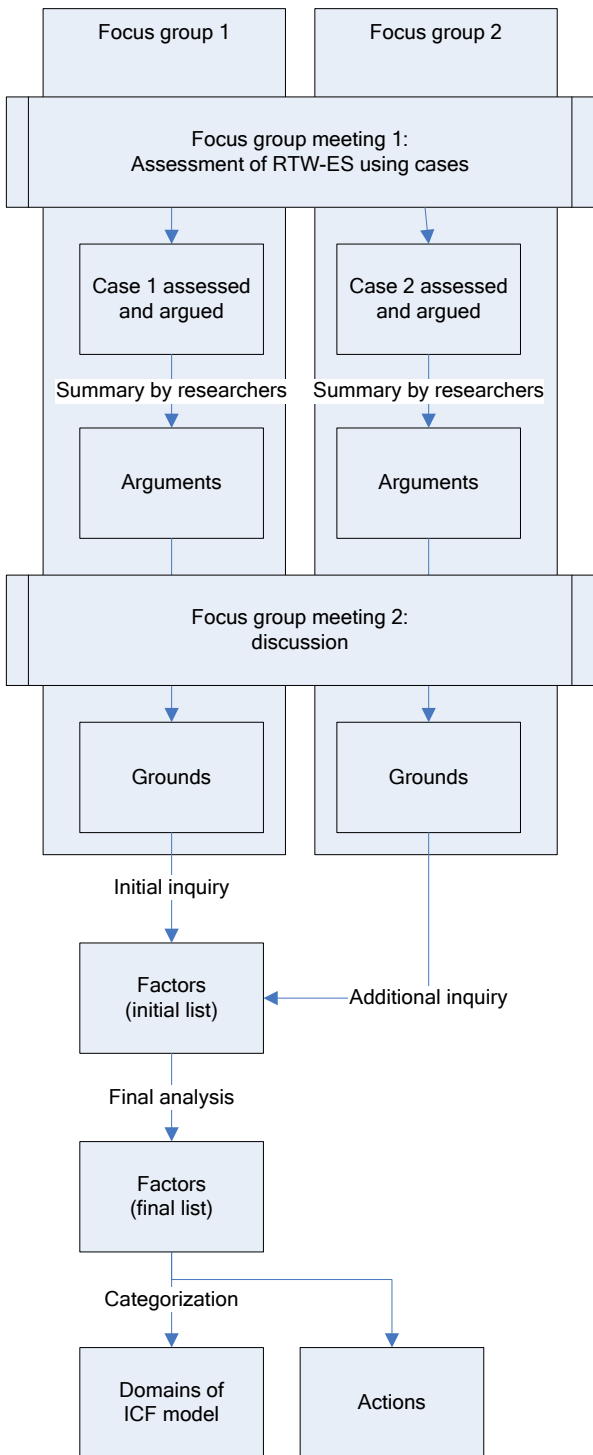 Focus group 1
Focus group 2
Focus group meeting 1:
Assessment of RTW-ES using cases
Case 1 assessed
and argued
Case 2 assessed
and argued
Summary by researchers
Summary by researchers
Arguments
Arguments
Focus group meeting 2:
discussion
Grounds
Grounds
Initial inquiry
Factors
(initial list)
Additional inquiry
Final analysis
Factors
(final list)
Categorization
Domains of
ICF model
Actions